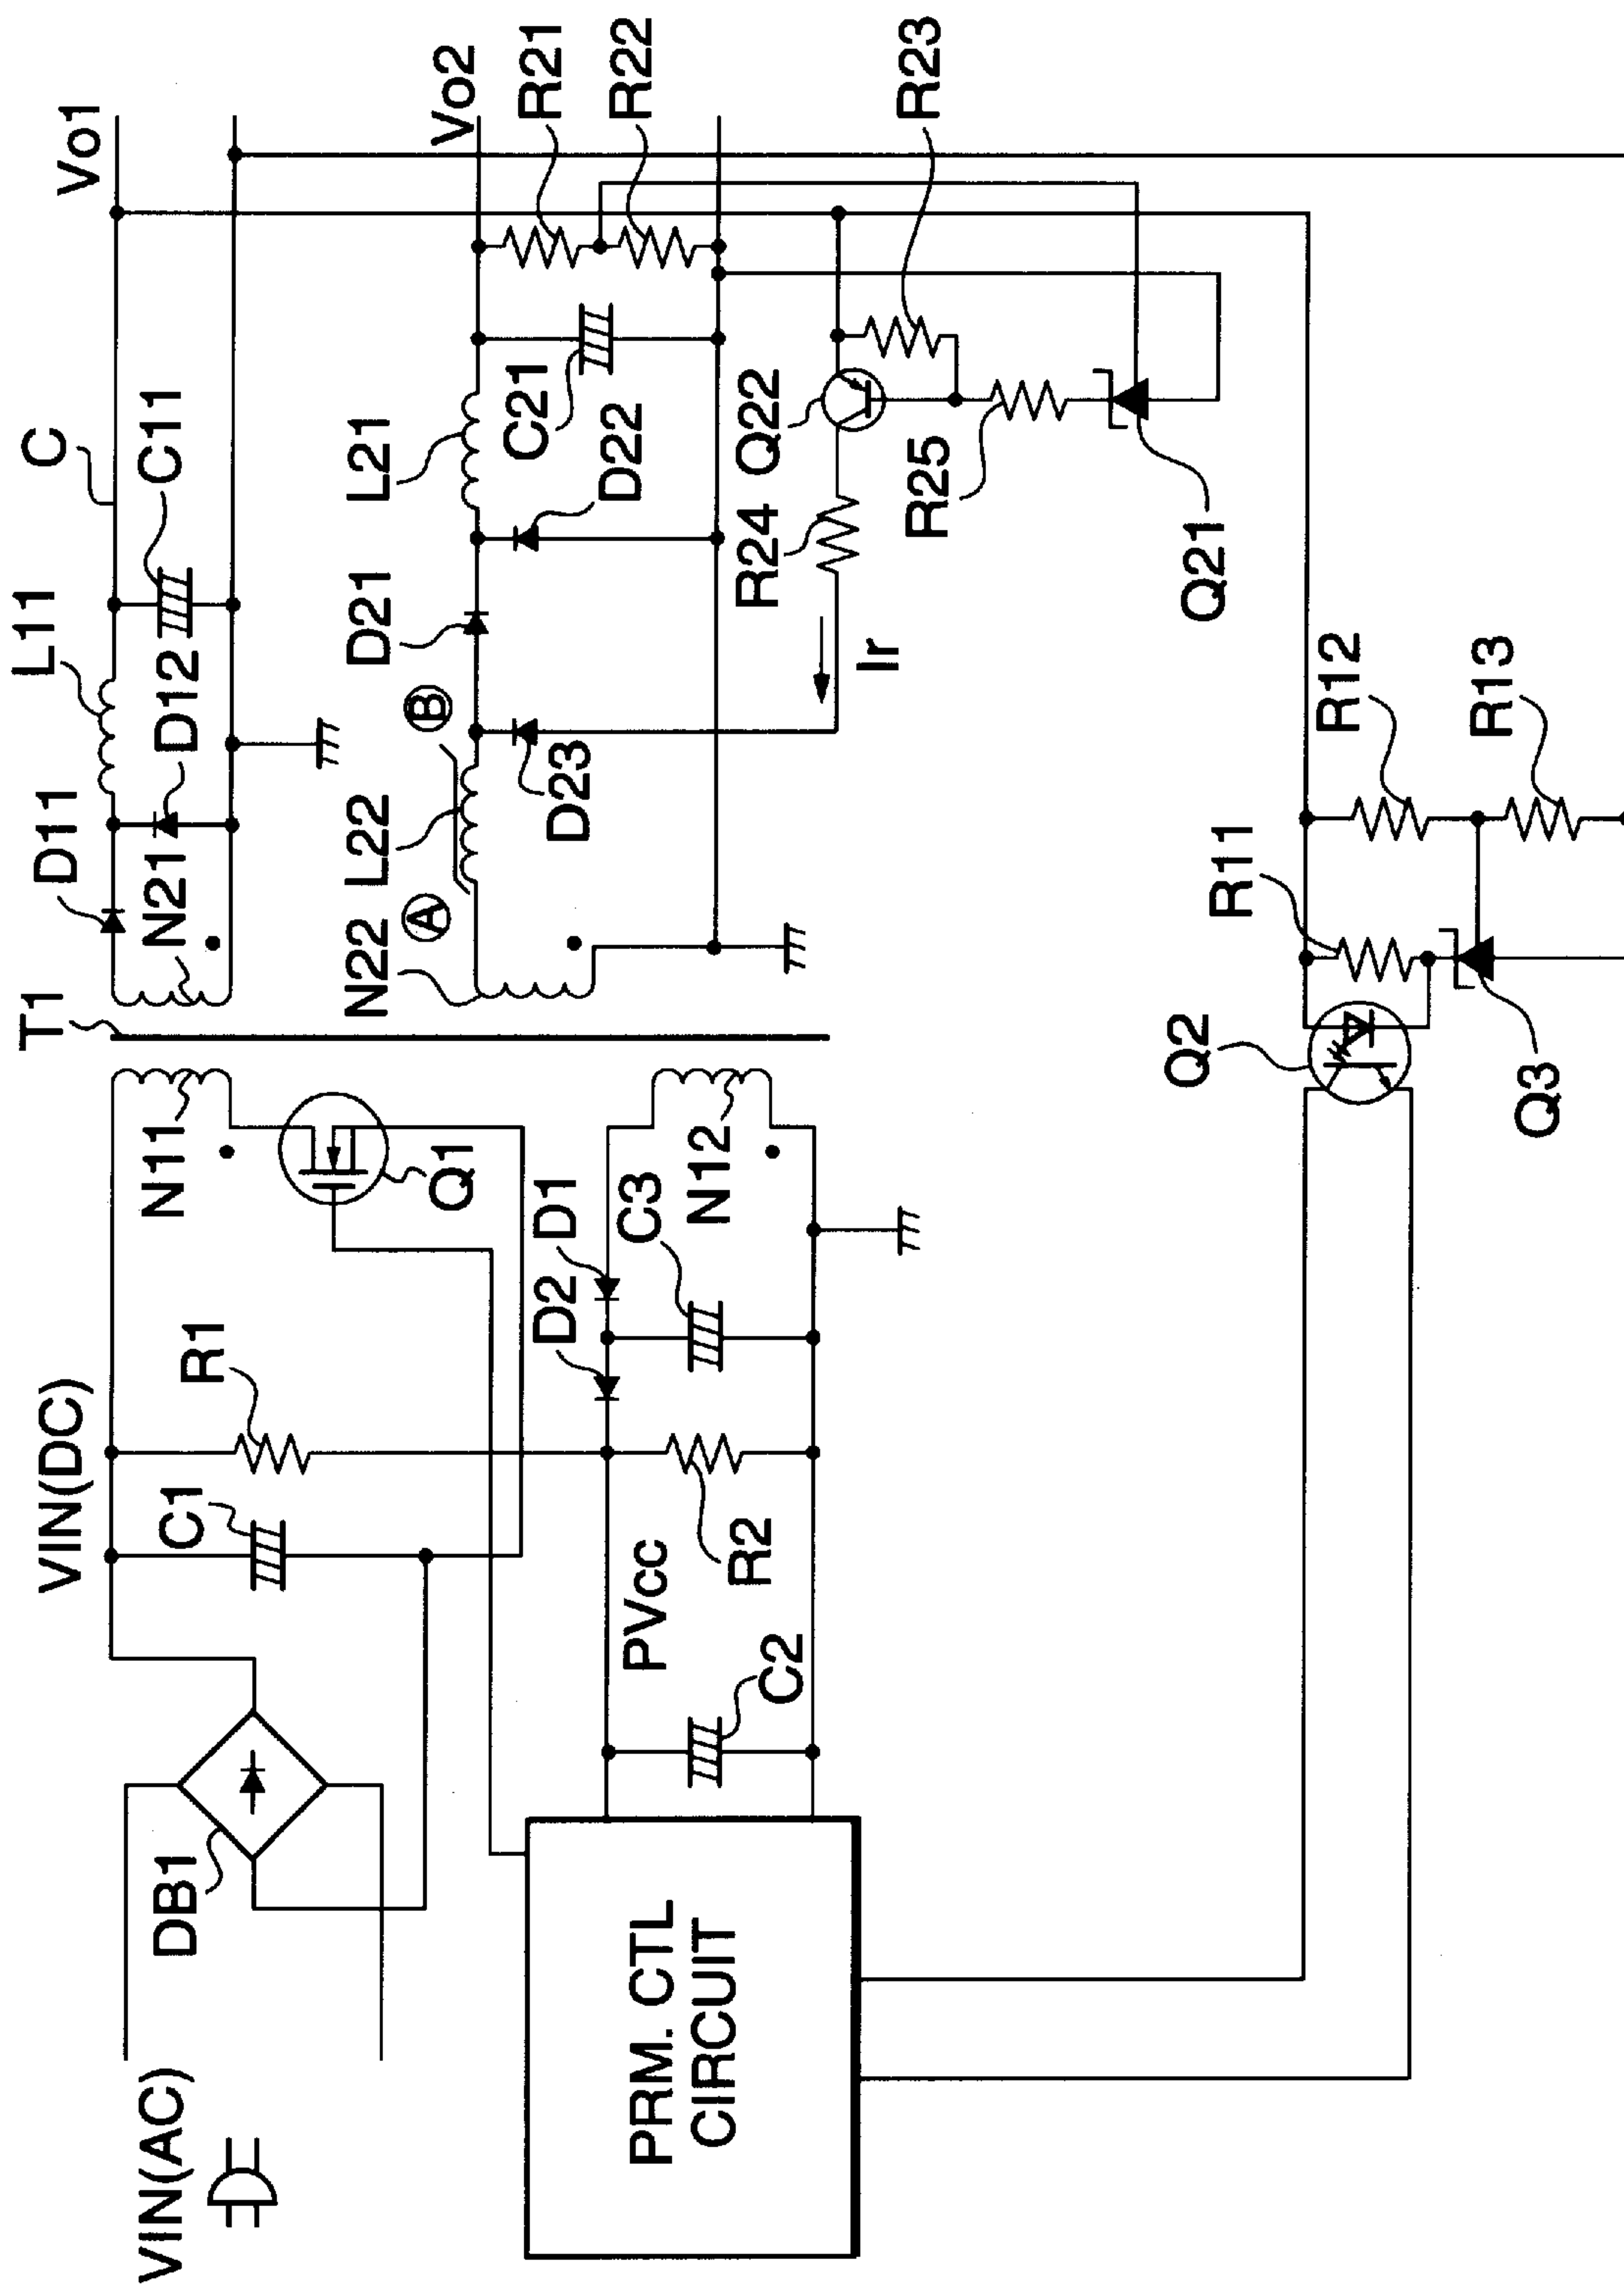 VIN(AC)
DB1
VIN(DC)
C1
R1
N11
Q1
T1
D11
N21
L11
D12
C
C11
Vo1
N22
A
L22
B
D23
D21
L21
D22
C21
Vo2
R21
R22
R23
Q22
R24
R25
Ir
Q21
D2
D1
C3
N12
PVcc
R2
C2
PRM. CTL
CIRCUIT
Q2
R11
R12
R13
Q3